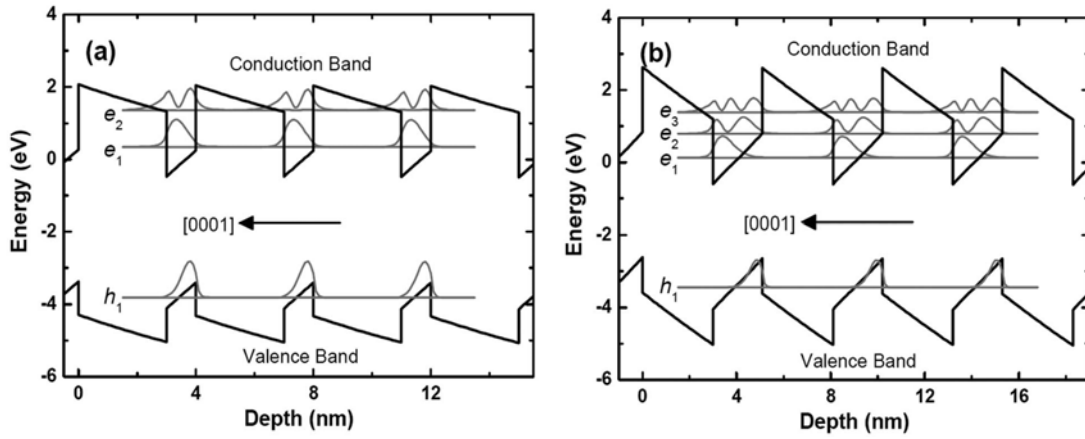 (a)
Conduction Band
e2
e1
[0001]
h1
Valence Band
Energy (eV)
4
2
0
-2
-4
-6
0
4
8
12
Depth (nm)
(b)
Conduction Band
e3
e2
e1
[0001]
h1
Valence Band
Energy (eV)
4
2
0
-2
-4
-6
0
4
8
12
16
Depth (nm)